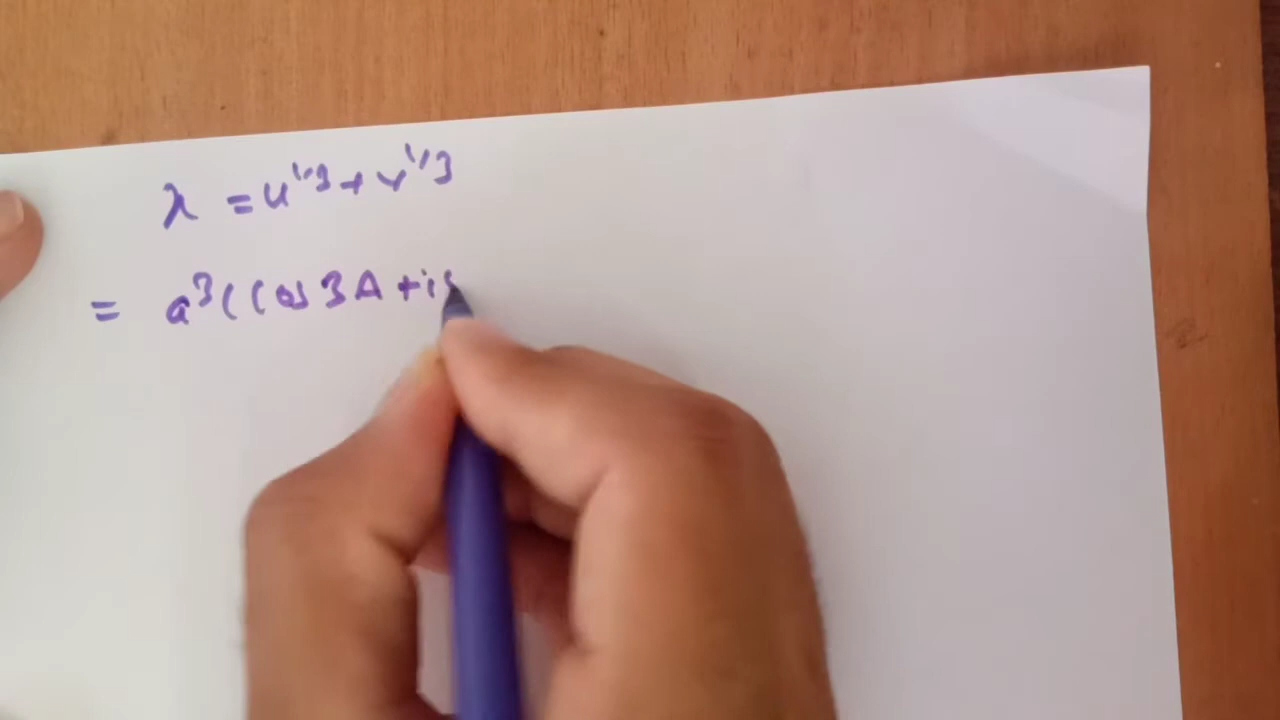 λ = u^1/3 + v^1/3
= a^3 ( Cos 3A + i s